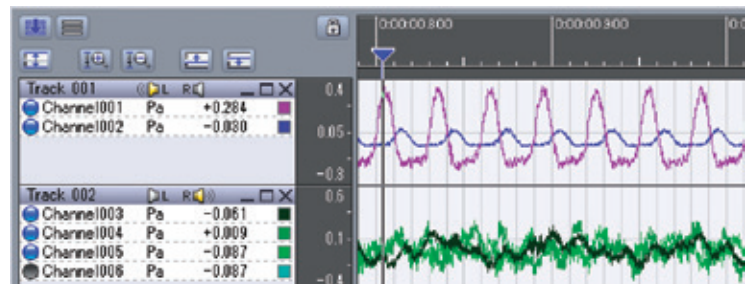 0:00:00.800 0:00:00.900
Track 001 L R
Channel001 Pa +0.284
Channel002 Pa -0.030
0.4
0.05
-0.3
Track 002 L R
Channel003 Pa -0.061
Channel004 Pa +0.009
Channel005 Pa -0.087
Channel006 Pa -0.087
0.6
0.1
-0.4